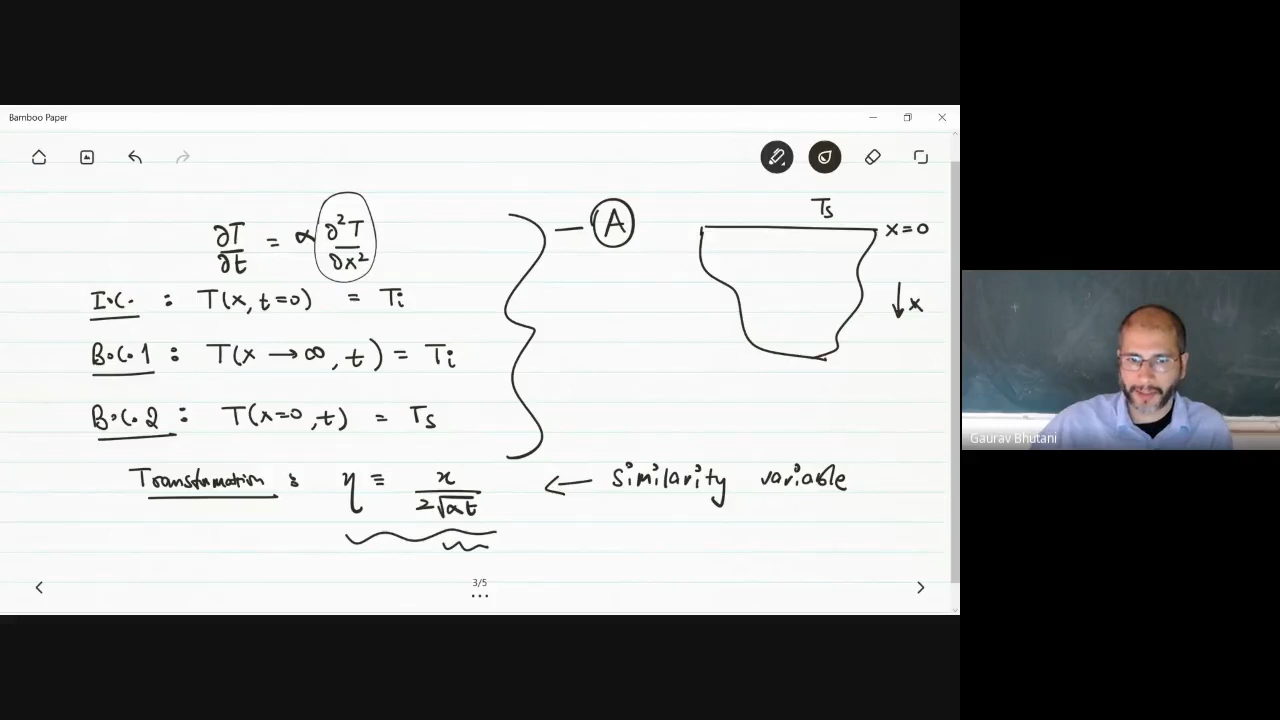 Bamboo Paper
∂T/∂t = α ∂²T/∂x²
I.C. : T(x, t=0) = Ti
B.C.1 : T(x → ∞, t) = Ti
B.C.2 : T(x=0, t) = Ts
A
Ts
x=0
↓ x
Transformation : η ≡ x/(2√αt) ← Similarity variable
3/5
Gaurav Bhutani